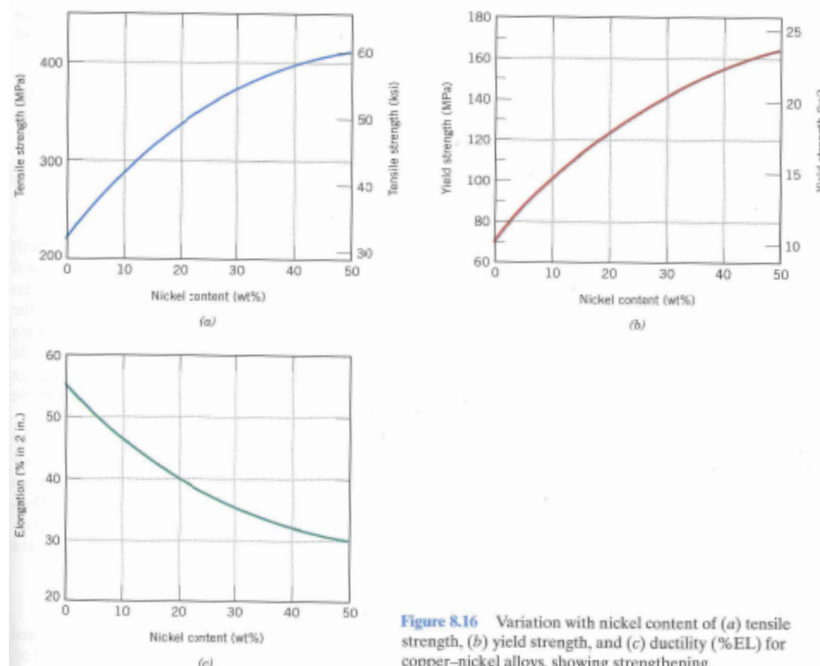 Tensile strength (MPa)
400
300
200
60
50
40
30
Tensile strength (ksi)
0 10 20 30 40 50
Nickel content (wt%)
(a)
Yield strength (MPa)
180
160
140
120
100
80
60
25
20
15
10
Yield strength
0 10 20 30 40 50
Nickel content (wt%)
(b)
Elongation (% in 2 in.)
60
50
40
30
20
0 10 20 30 40 50
Nickel content (wt%)
(c)
Figure 8.16 Variation with nickel content of (a) tensile
strength, (b) yield strength, and (c) ductility (%EL) for
copper–nickel alloys, showing strengthening